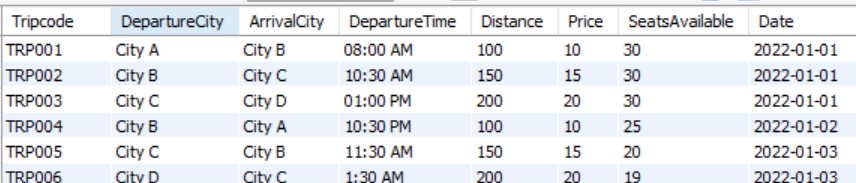 Tripcode DepartureCity ArrivalCity DepartureTime Distance Price SeatsAvailable Date
TRP001 City A City B 08:00 AM 100 10 30 2022-01-01
TRP002 City B City C 10:30 AM 150 15 30 2022-01-01
TRP003 City C City D 01:00 PM 200 20 30 2022-01-01
TRP004 City B City A 10:30 PM 100 10 25 2022-01-02
TRP005 City C City B 11:30 AM 150 15 20 2022-01-03
TRP006 City D City C 1:30 AM 200 20 19 2022-01-03